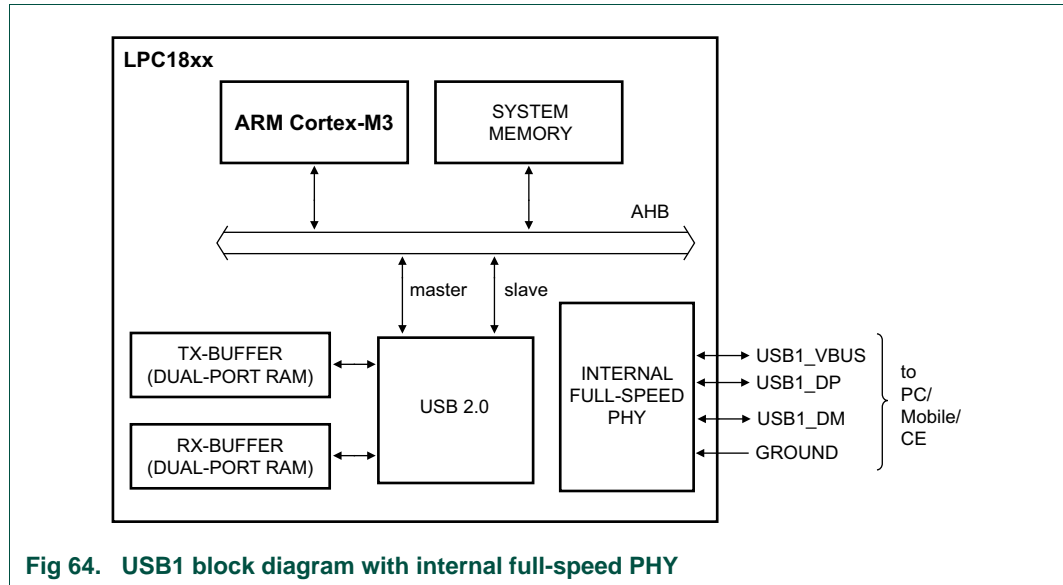 LPC18xx
ARM Cortex-M3
SYSTEM
MEMORY
AHB
master
slave
TX-BUFFER
(DUAL-PORT RAM)
RX-BUFFER
(DUAL-PORT RAM)
USB 2.0
INTERNAL
FULL-SPEED
PHY
USB1_VBUS
USB1_DP
USB1_DM
GROUND
to
PC/
Mobile/
CE
Fig 64. USB1 block diagram with internal full-speed PHY